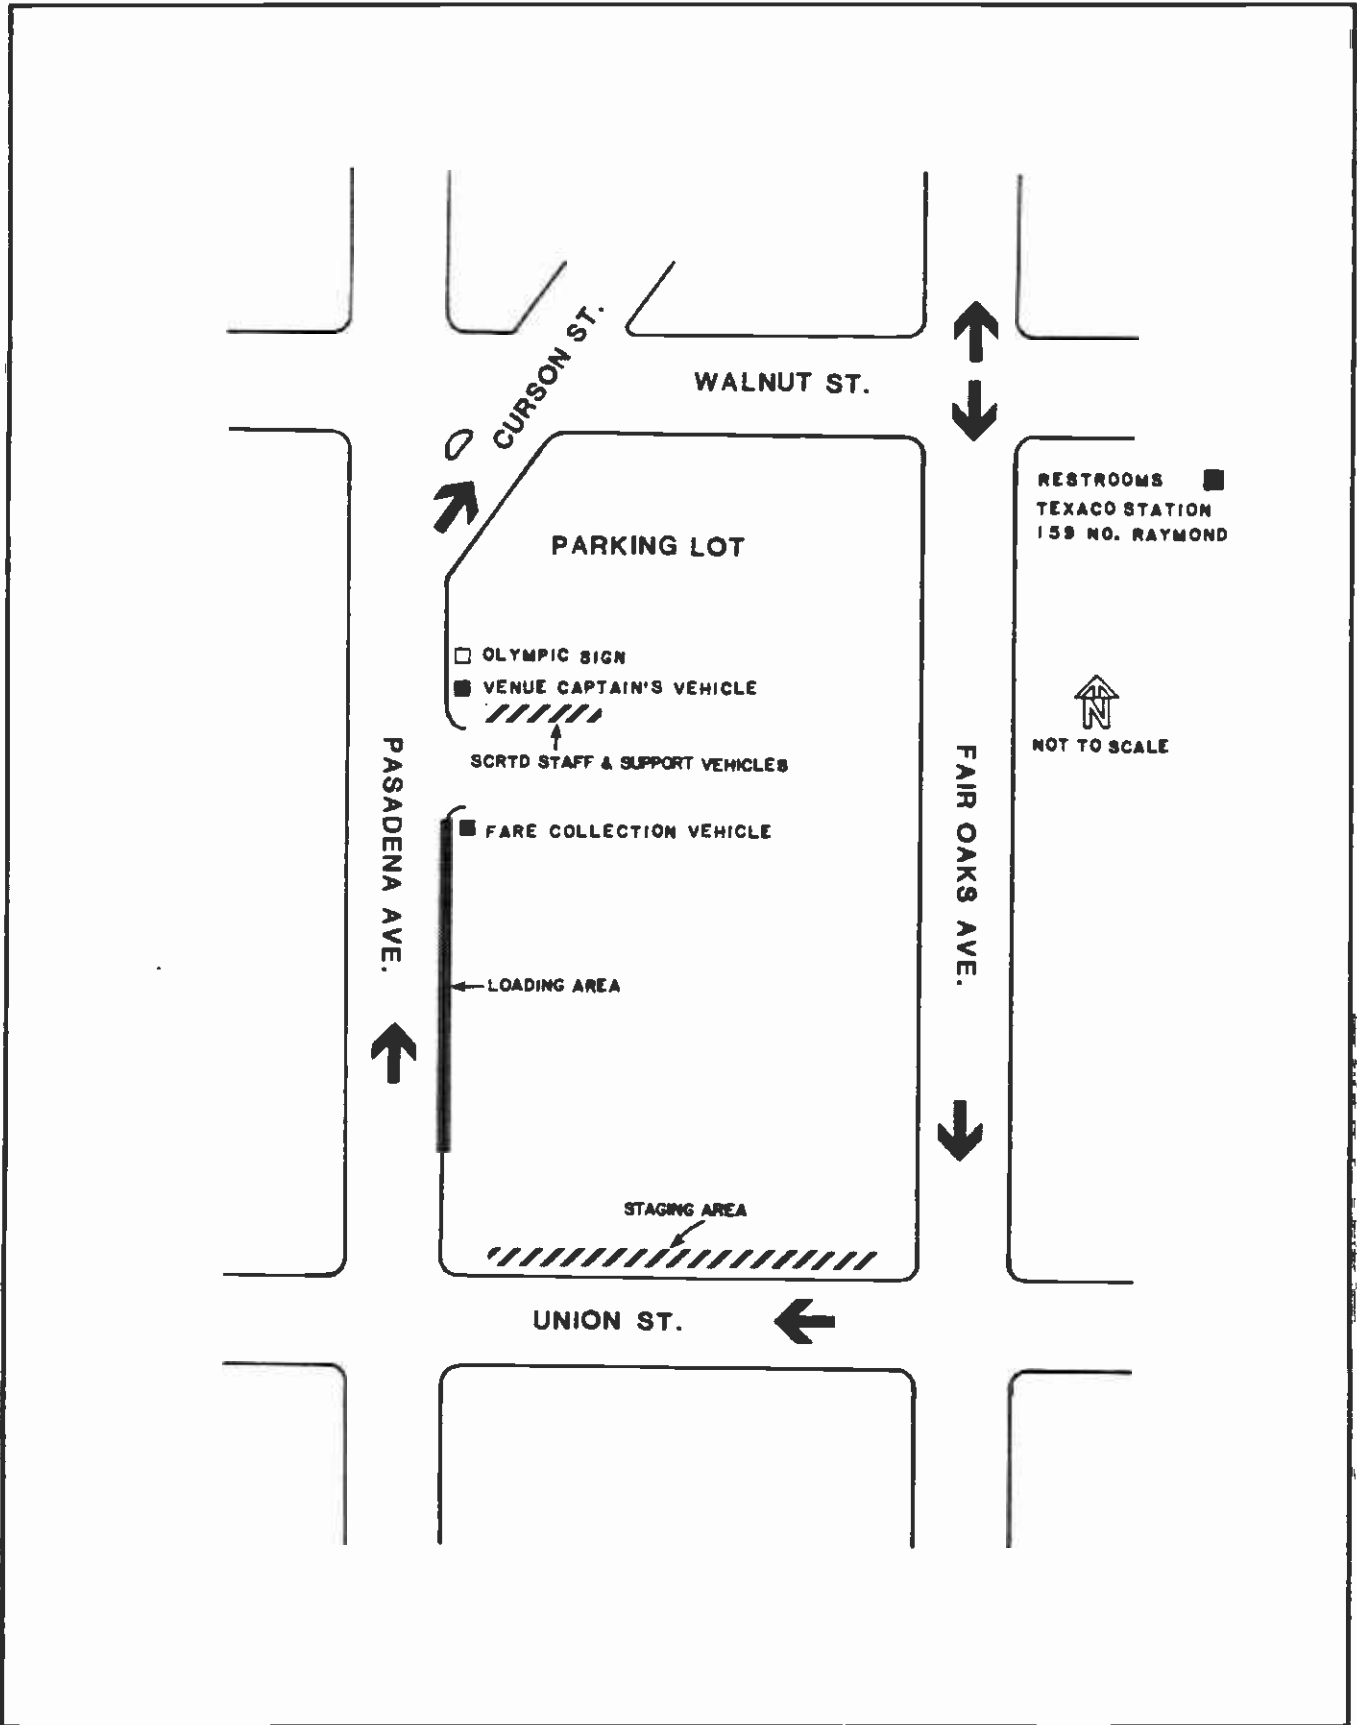 CURSON ST.
WALNUT ST.
RESTROOMS
TEXACO STATION
159 NO. RAYMOND
PARKING LOT
OLYMPIC SIGN
VENUE CAPTAIN'S VEHICLE
SCRTD STAFF & SUPPORT VEHICLES
N
NOT TO SCALE
PASADENA AVE.
FAIR OAKS AVE.
FARE COLLECTION VEHICLE
LOADING AREA
STAGING AREA
UNION ST.